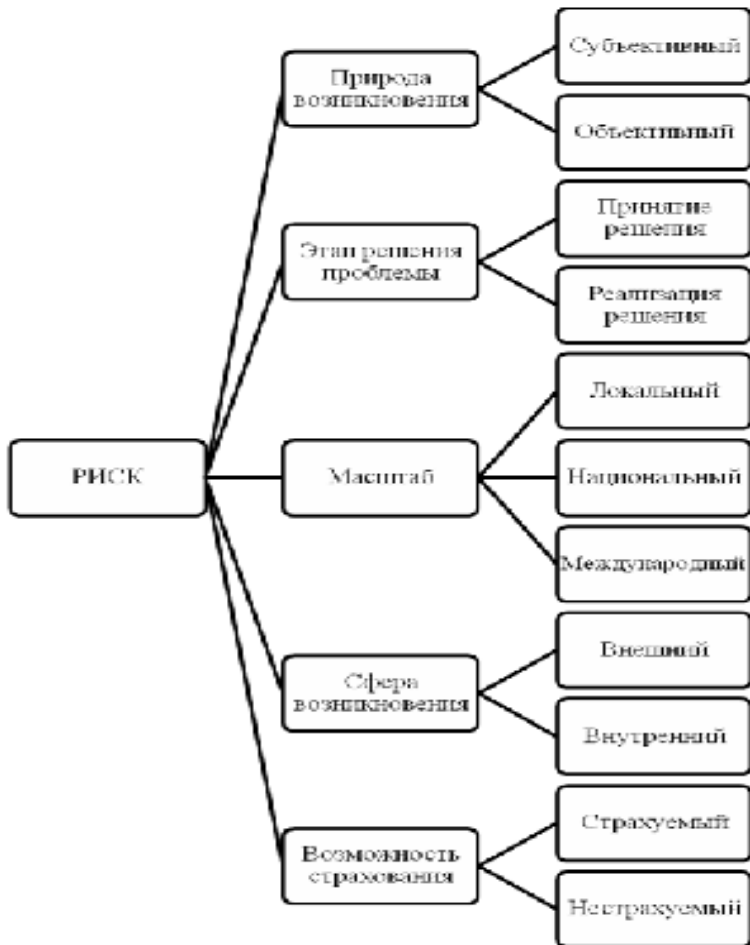 РИСК
Природа
возникновения
Субъективный
Объективный
Этап решения
проблемы
Принятие
решения
Реализация
решения
Масштаб
Локальный
Национальный
Международный
Сфера
возникновения
Внешний
Внутренний
Возможность
страхования
Страхуемый
Нестрахуемый